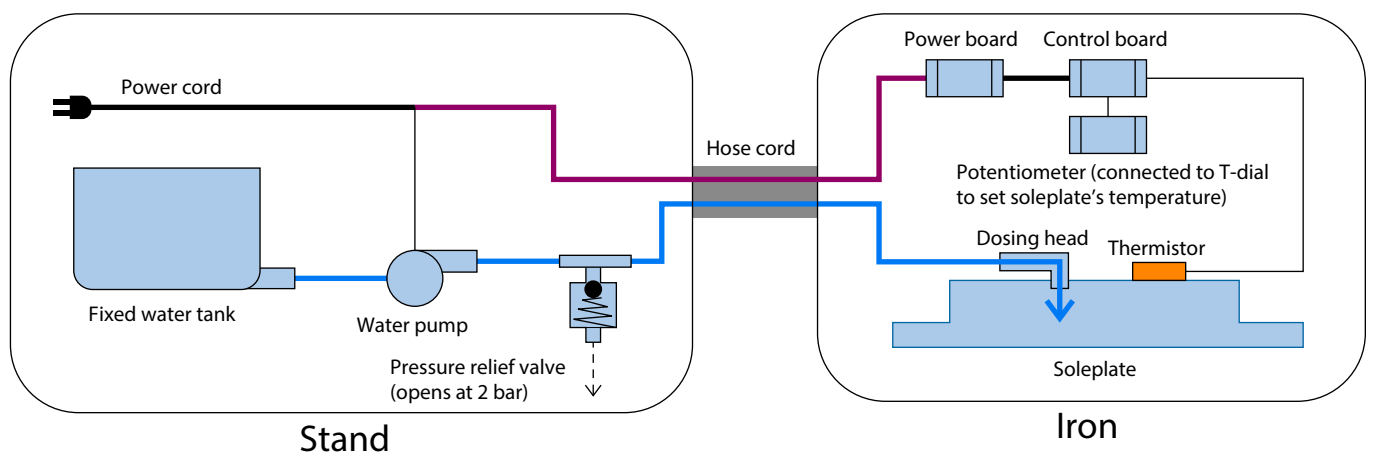 Power cord
Fixed water tank
Water pump
Pressure relief valve
(opens at 2 bar)
Stand
Hose cord
Power board
Control board
Potentiometer (connected to T-dial
to set soleplate’s temperature)
Dosing head
Thermistor
Soleplate
Iron